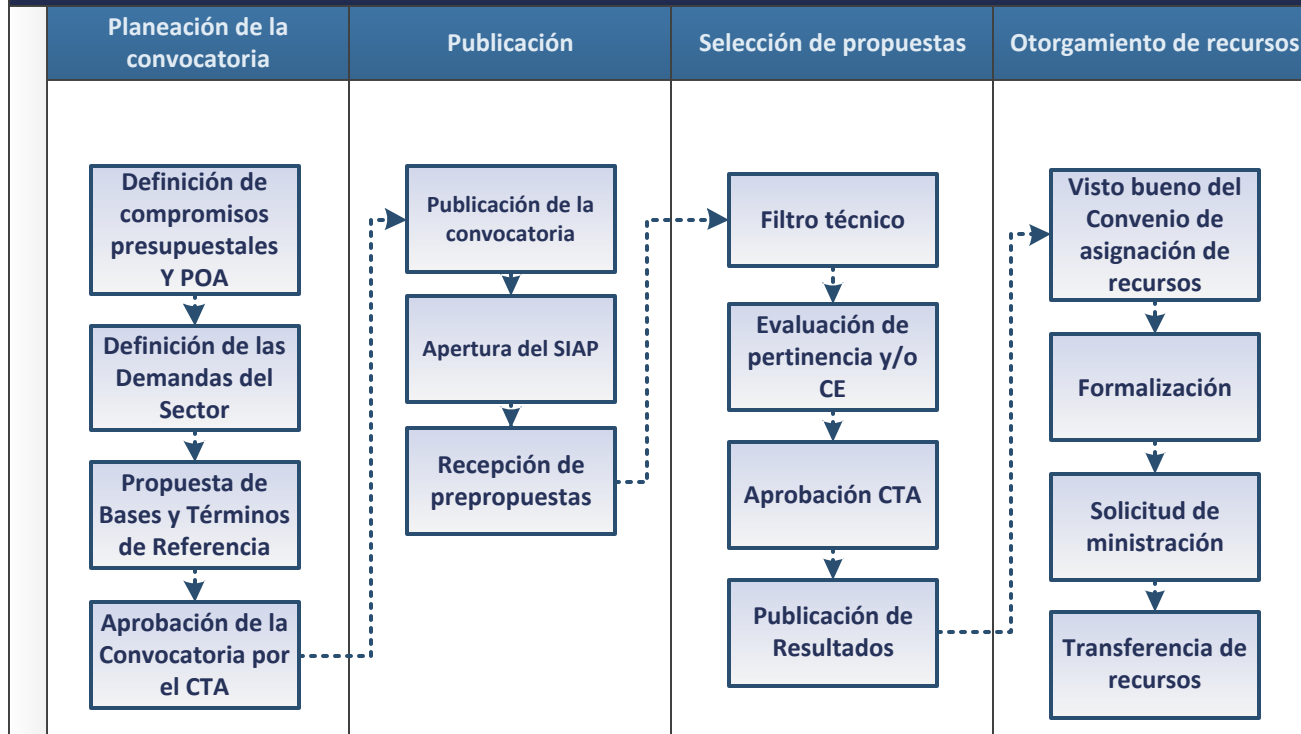 Planeación de la
convocatoria
Publicación
Selección de propuestas
Otorgamiento de recursos
Definición de
compromisos
presupuestales
Y POA
Definición de las
Demandas del
Sector
Propuesta de
Bases y Términos
de Referencia
Aprobación de la
Convocatoria por
el CTA
Publicación de la
convocatoria
Apertura del SIAP
Recepción de
prepropuestas
Filtro técnico
Evaluación de
pertinencia y/o
CE
Aprobación CTA
Publicación de
Resultados
Visto bueno del
Convenio de
asignación de
recursos
Formalización
Solicitud de
ministración
Transferencia de
recursos